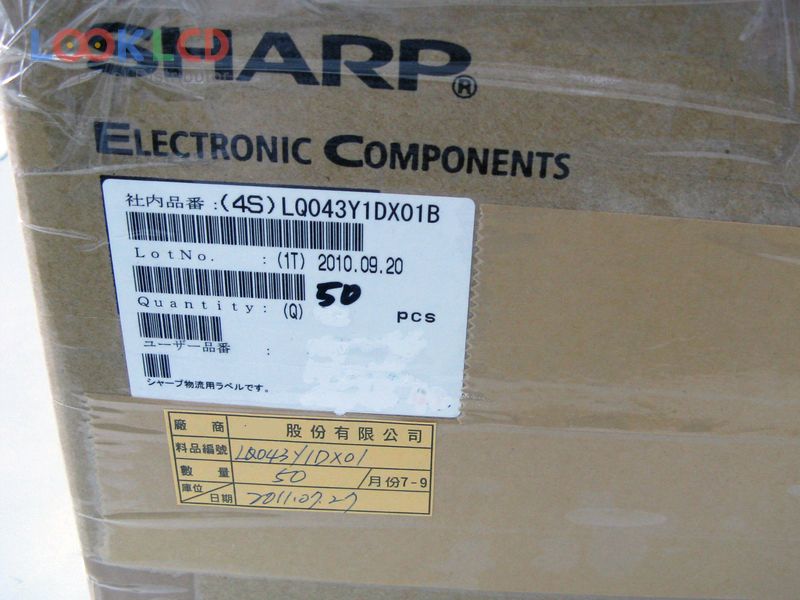 LOOKLCD
SHARP®
ELECTRONIC COMPONENTS
社内品番:(4S)LQ043Y1DX01B
LotNo. :(1T) 2010.09.20
Quantity:(Q) 50 pcs
ユーザー品番 :
シャープ物流用ラベルです。
廠商 股份有限公司
料品編號 LQ043Y1DX01
數量 50 月份7-9
庫位/日期 2011.07.27